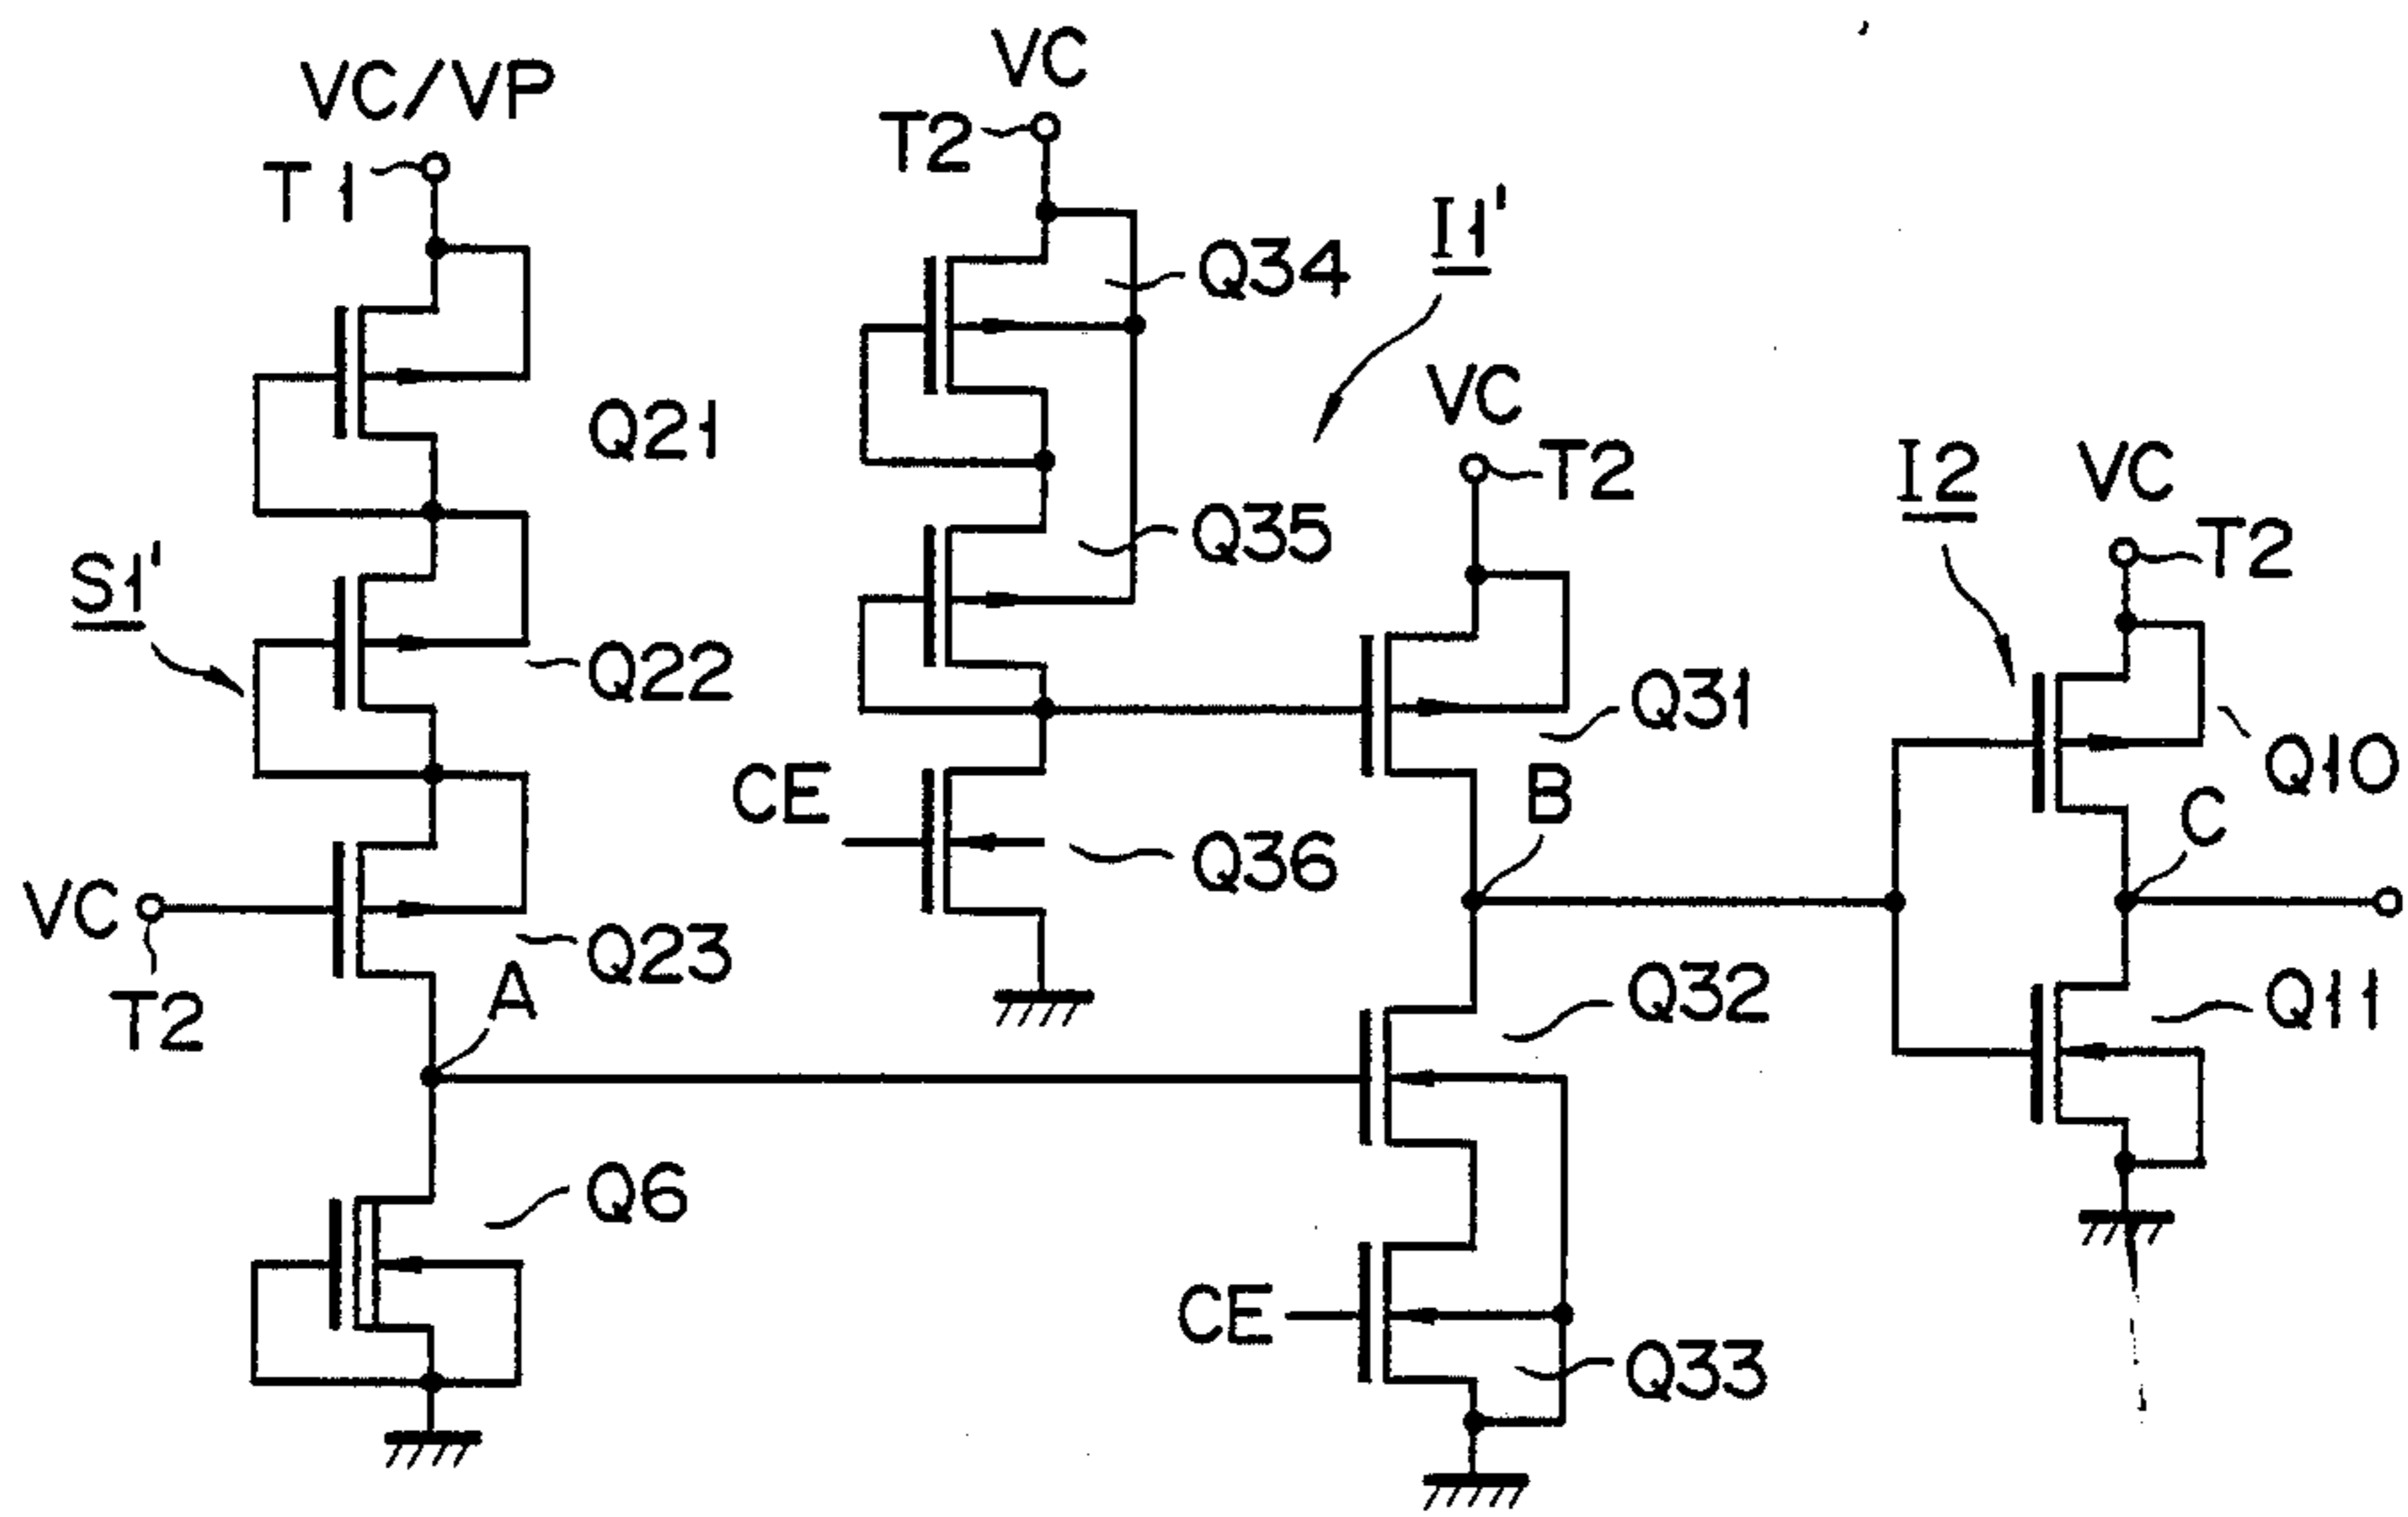 VC/VP
T1
Q21
S1'
Q22
VC
T2
Q23
A
Q6
VC
T2
Q34
I1'
Q35
CE
Q36
VC
T2
Q31
B
Q32
CE
Q33
I2
VC
T2
Q10
C
Q11